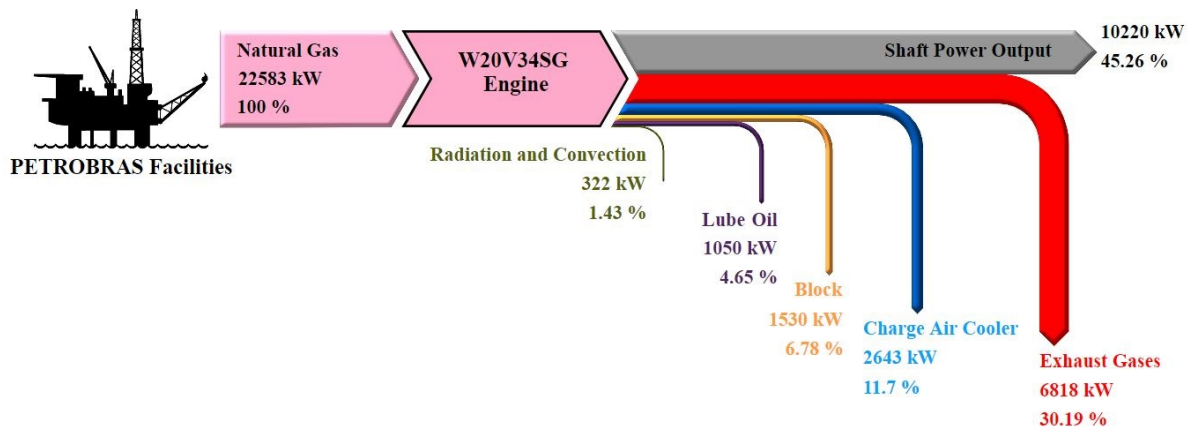 PETROBRAS Facilities
Natural Gas
22583 kW
100 %
W20V34SG
Engine
Shaft Power Output
10220 kW
45.26 %
Radiation and Convection
322 kW
1.43 %
Lube Oil
1050 kW
4.65 %
Block
1530 kW
6.78 %
Charge Air Cooler
2643 kW
11.7 %
Exhaust Gases
6818 kW
30.19 %